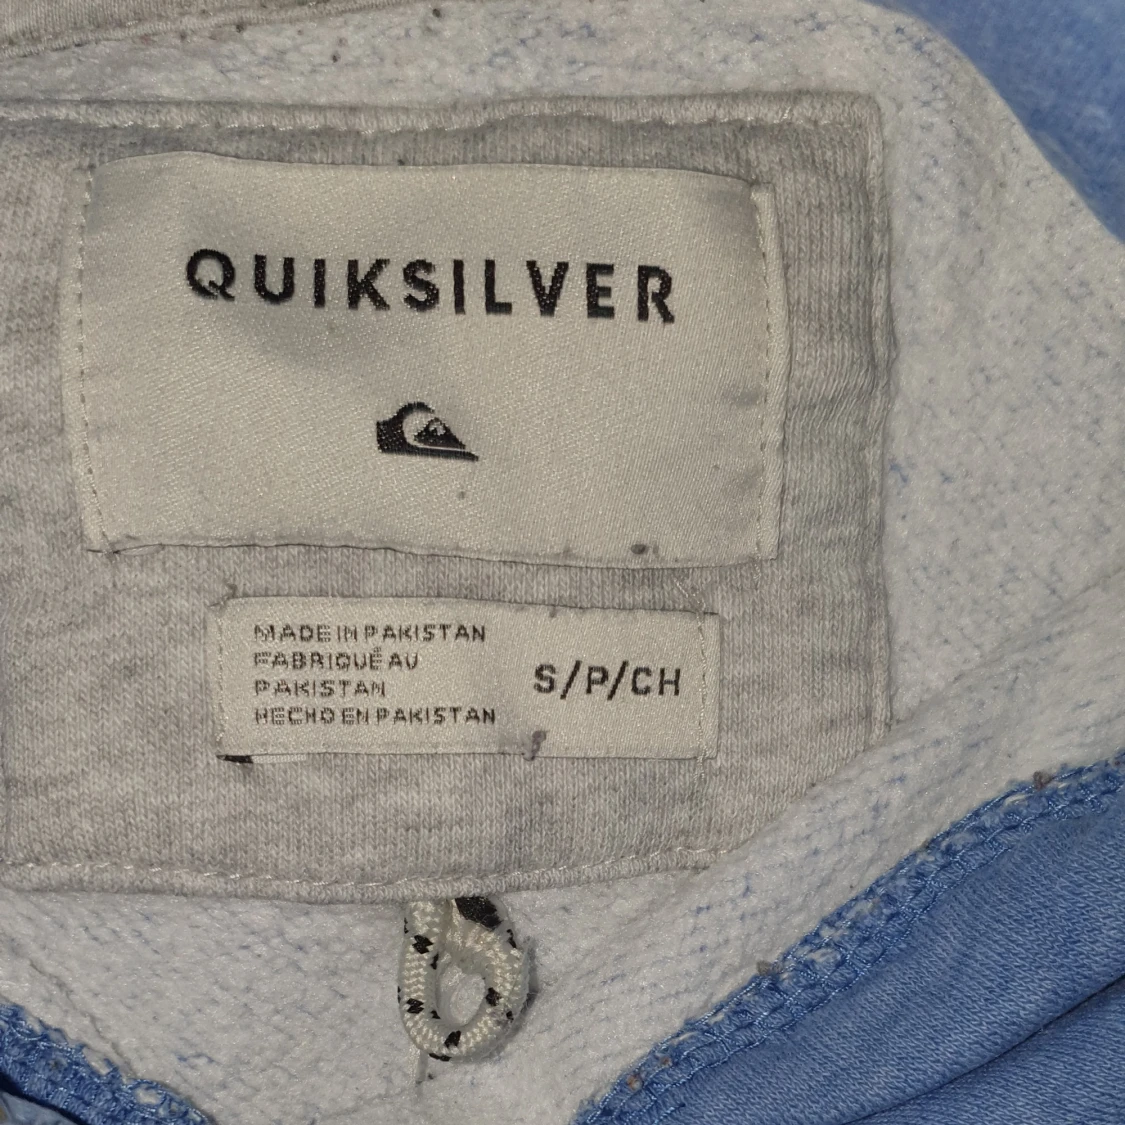 QUIKSILVER
MADE IN PAKISTAN
FABRIQUÉ AU
PAKISTAN
HECHO EN PAKISTAN
S/P/CH